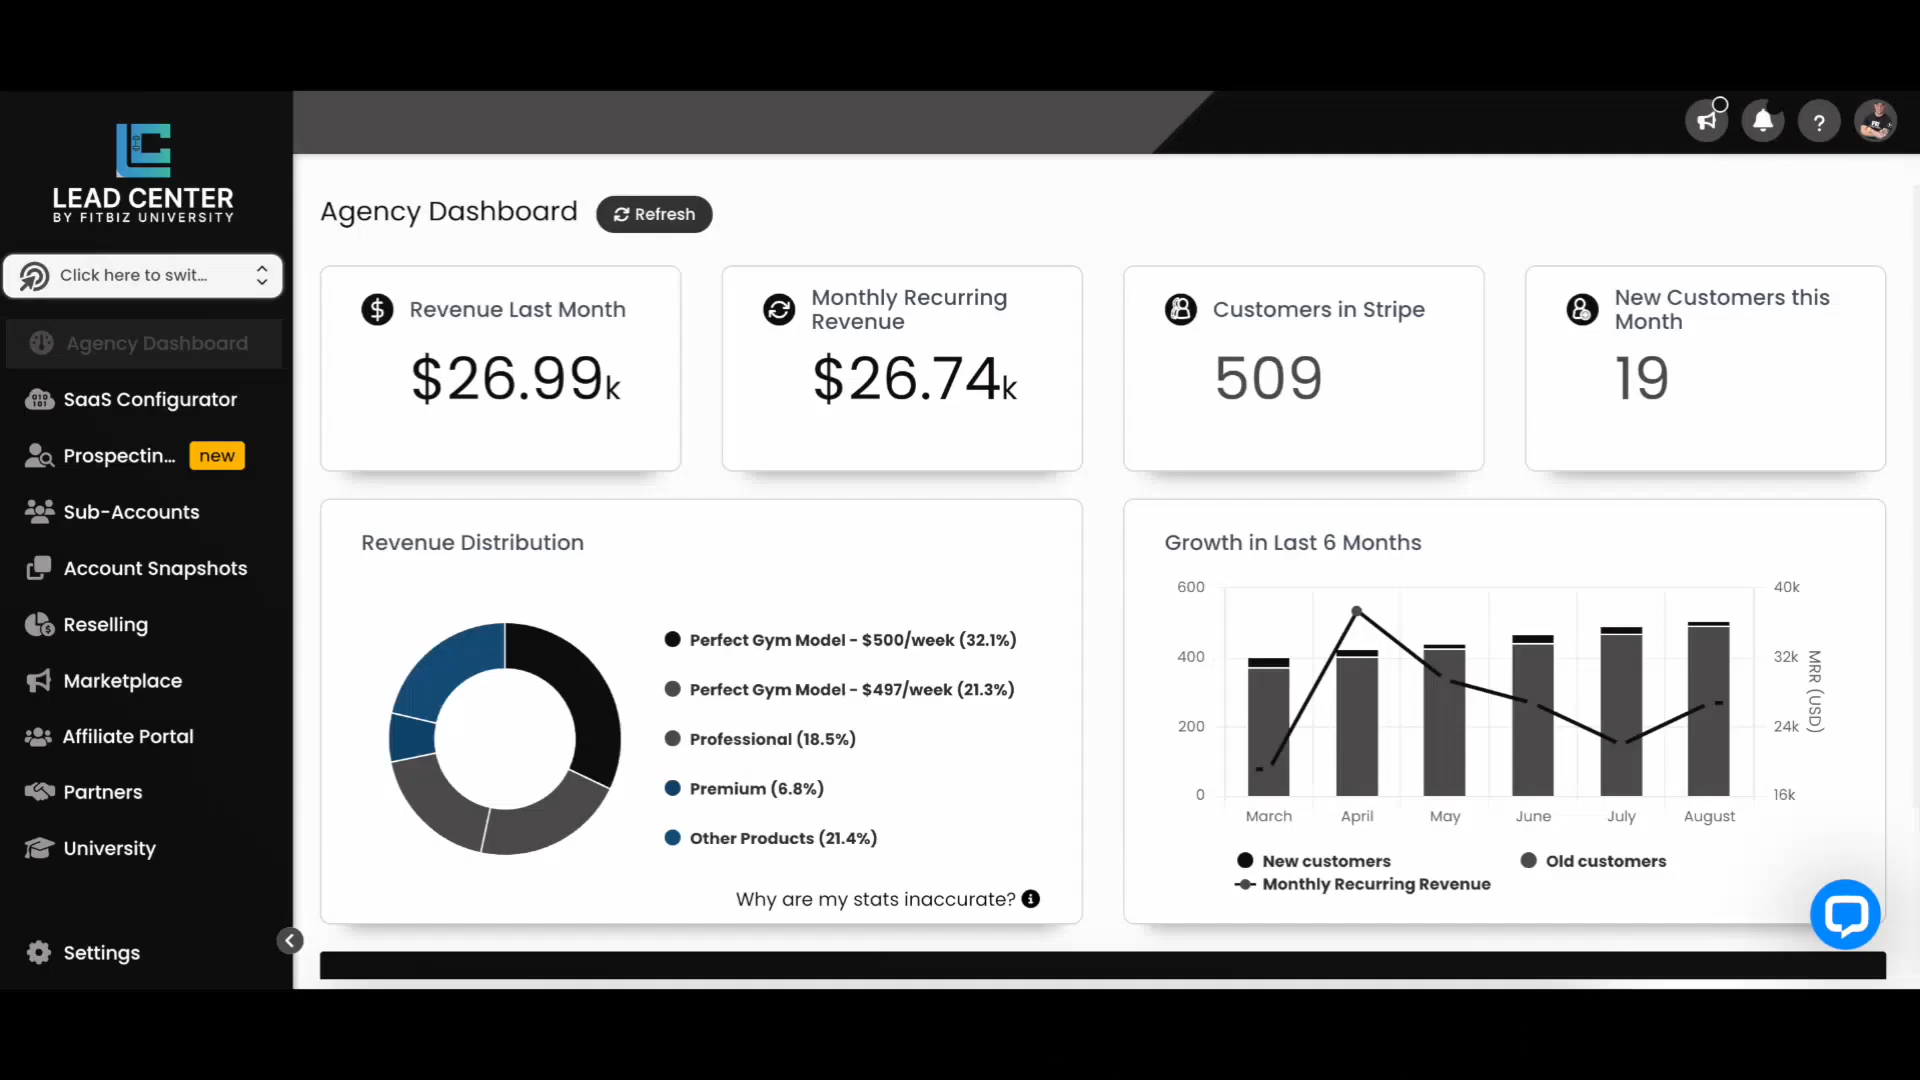 LEAD CENTER
BY FITBIZ UNIVERSITY
Click here to swit...
Agency Dashboard
SaaS Configurator
Prospectin... new
Sub-Accounts
Account Snapshots
Reselling
Marketplace
Affiliate Portal
Partners
University
Settings
Agency Dashboard
Refresh
Revenue Last Month
$26.99k
Monthly Recurring
Revenue
$26.74k
Customers in Stripe
509
New Customers this
Month
19
Revenue Distribution
Perfect Gym Model - $500/week (32.1%)
Perfect Gym Model - $497/week (21.3%)
Professional (18.5%)
Premium (6.8%)
Other Products (21.4%)
Why are my stats inaccurate?
Growth in Last 6 Months
600
400
200
0
40k
32k
24k
16k
MRR (USD)
March April May June July August
New customers Old customers
Monthly Recurring Revenue